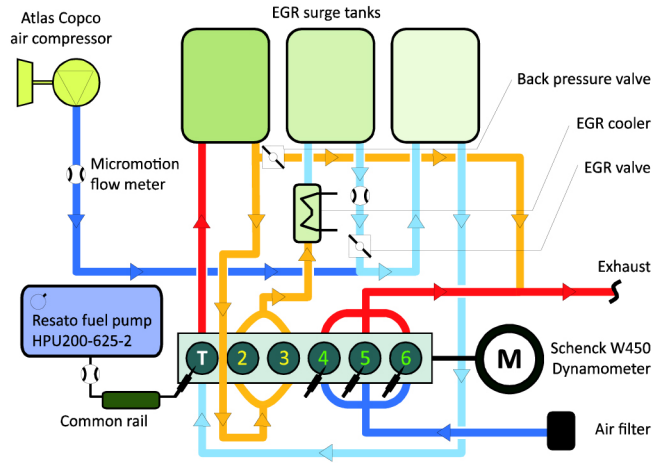 Atlas Copco
air compressor
EGR surge tanks
Back pressure valve
EGR cooler
EGR valve
Micromotion
flow meter
Exhaust
Resato fuel pump
HPU200-625-2
T
2
3
4
5
6
M
Schenck W450
Dynamometer
Common rail
Air filter